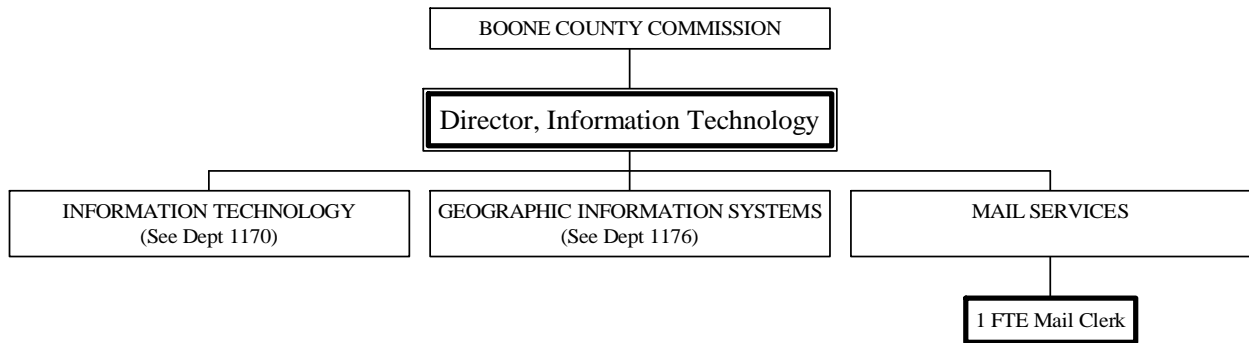 BOONE COUNTY COMMISSION
Director, Information Technology
INFORMATION TECHNOLOGY
(See Dept 1170)
GEOGRAPHIC INFORMATION SYSTEMS
(See Dept 1176)
MAIL SERVICES
1 FTE Mail Clerk